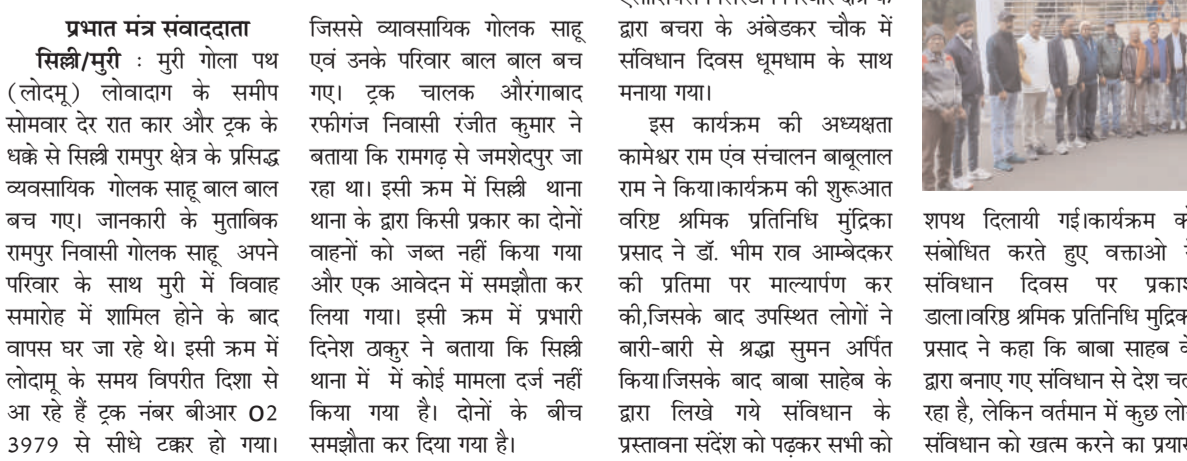 प्रभात मंत्र संवाददाता
सिल्ली/मुरी : मुरी गोला पथ
(लोदमू) लोवादाग के समीप
सोमवार देर रात कार और ट्रक के
धक्के से सिल्ली रामपुर क्षेत्र के प्रसिद्ध
व्यवसायिक गोलक साहू बाल बाल
बच गए। जानकारी के मुताबिक
रामपुर निवासी गोलक साहू अपने
परिवार के साथ मुरी में विवाह
समारोह में शामिल होने के बाद
वापस घर जा रहे थे। इसी क्रम में
लोदामू के समय विपरीत दिशा से
आ रहे हैं ट्रक नंबर बीआर 02
3979 से सीधे टक्कर हो गया।
जिससे व्यावसायिक गोलक साहू
एवं उनके परिवार बाल बाल बच
गए। ट्रक चालक औरंगाबाद
रफीगंज निवासी रंजीत कुमार ने
बताया कि रामगढ़ से जमशेदपुर जा
रहा था। इसी क्रम में सिल्ली थाना
थाना के द्वारा किसी प्रकार का दोनों
वाहनों को जब्त नहीं किया गया
और एक आवेदन में समझौता कर
लिया गया। इसी क्रम में प्रभारी
दिनेश ठाकुर ने बताया कि सिल्ली
थाना में में कोई मामला दर्ज नहीं
किया गया है। दोनों के बीच
समझौता कर दिया गया है।
द्वारा बचरा के अंबेडकर चौक में
संविधान दिवस धूमधाम के साथ
मनाया गया।
इस कार्यक्रम की अध्यक्षता
कामेश्वर राम एंव संचालन बाबूलाल
राम ने किया।कार्यक्रम की शुरूआत
वरिष्ट श्रमिक प्रतिनिधि मुंद्रिका
प्रसाद ने डॉ. भीम राव आम्बेदकर
की प्रतिमा पर माल्यार्पण कर
की,जिसके बाद उपस्थित लोगों ने
बारी-बारी से श्रद्धा सुमन अर्पित
किया।जिसके बाद बाबा साहेब के
द्वारा लिखे गये संविधान के
प्रस्तावना संदेश को पढ़कर सभी को
शपथ दिलायी गई।कार्यक्रम
संबोधित करते हुए वक्ताओ
संविधान दिवस पर
डाला।वरिष्ठ श्रमिक प्रतिनिधि
प्रसाद ने कहा कि बाबा साहब
द्वारा बनाए गए संविधान से देश
रहा है, लेकिन वर्तमान में कुछ
संविधान को खत्म करने का